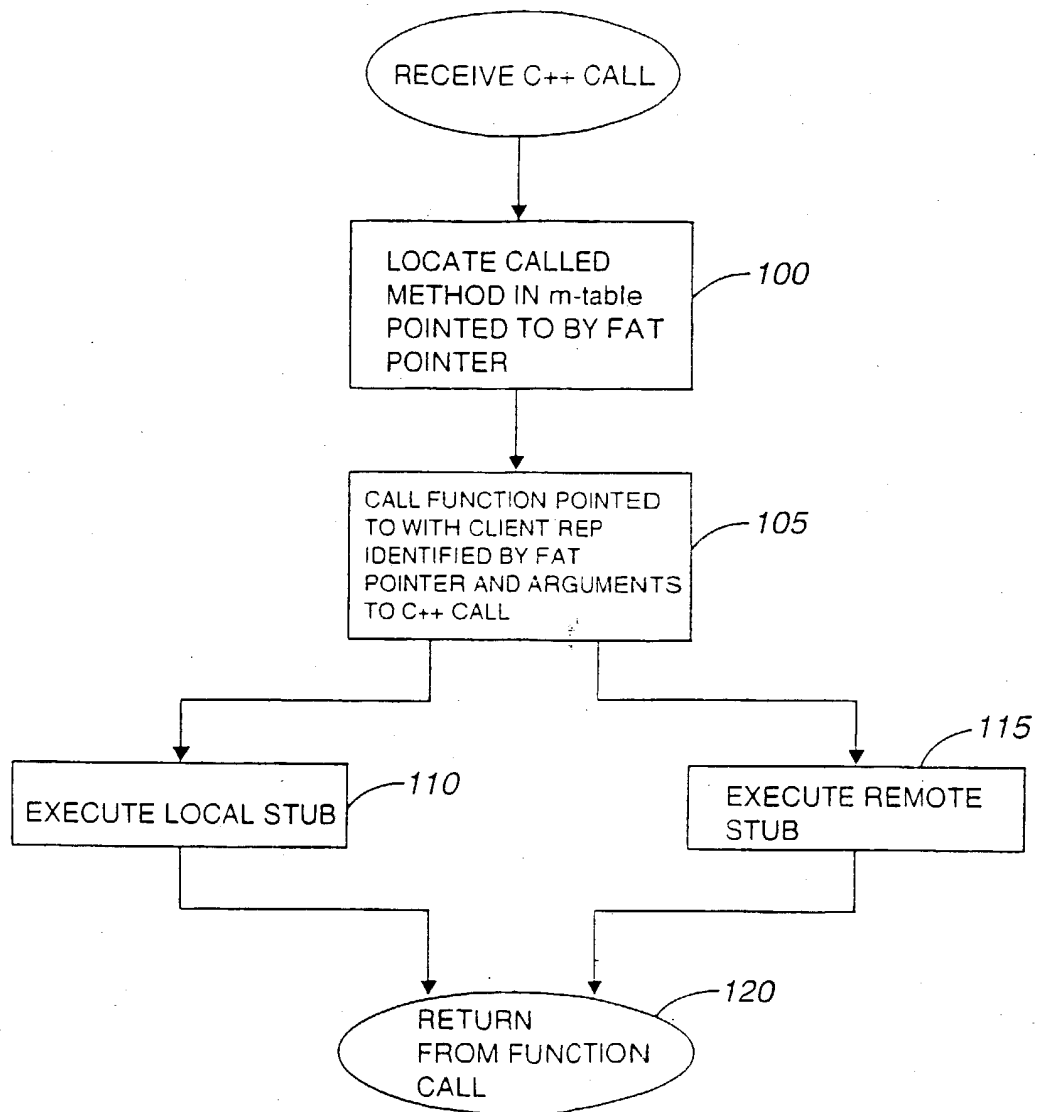 RECEIVE C++ CALL
LOCATE CALLED
METHOD IN m-table
POINTED TO BY FAT
POINTER
100
CALL FUNCTION POINTED
TO WITH CLIENT REP
IDENTIFIED BY FAT
POINTER AND ARGUMENTS
TO C++ CALL
105
EXECUTE LOCAL STUB
110
EXECUTE REMOTE
STUB
115
RETURN
FROM FUNCTION
CALL
120